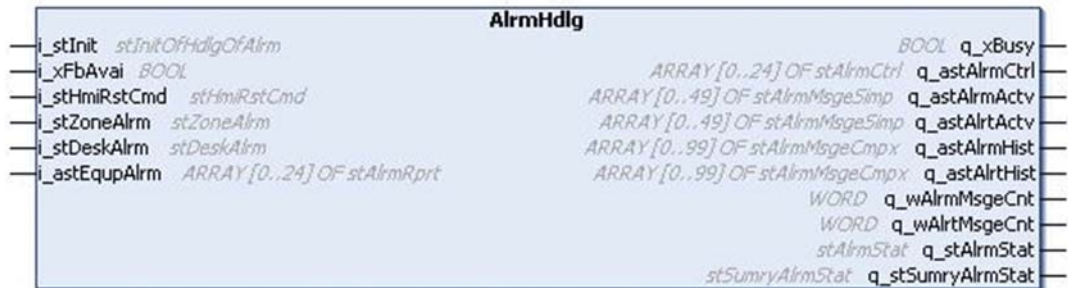 AlrmHdlg
i_stInit stInitOfHdlgOfAlrm BOOL q_xBusy
i_xFbAvai BOOL ARRAY [0..24] OF stAlrmCtrl q_astAlrmCtrl
i_stHmiRstCmd stHmiRstCmd ARRAY [0..49] OF stAlrmMsgeSimp q_astAlrmActv
i_stZoneAlrm stZoneAlrm ARRAY [0..49] OF stAlrmMsgeSimp q_astAlrtActv
i_stDeskAlrm stDeskAlrm ARRAY [0..99] OF stAlrmMsgeCmpx q_astAlrmHist
i_astEqupAlrm ARRAY [0..24] OF stAlrmRprt ARRAY [0..99] OF stAlrmMsgeCmpx q_astAlrtHist
WORD q_wAlrmMsgeCnt
WORD q_wAlrtMsgeCnt
stAlrmStat q_stAlrmStat
stSumryAlrmStat q_stSumryAlrmStat